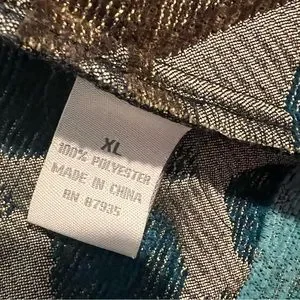 XL
100% POLYESTER
MADE IN CHINA
RN 87935